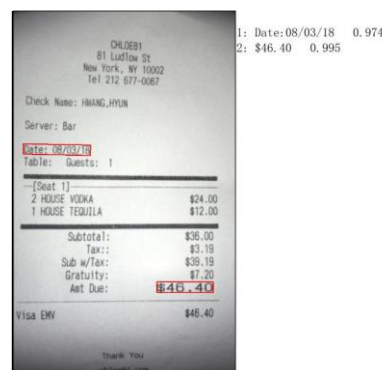 CHLOE81
81 Ludlow St
New York, NY 10002
Tel 212 677-0067
Check Name: HWANG,HYUN
Server: Bar
Date: 08/03/18
Table: Guests: 1
[Seat 1]
2 HOUSE VODKA $24.00
1 HOUSE TEQUILA $12.00
Subtotal: $36.00
Tax:: $3.19
Sub w/Tax: $39.19
Gratuity: $7.20
Amt Due: $46.40
Visa EMV $46.40
Thank You
1: Date:08/03/18 0.974
2: $46.40 0.995